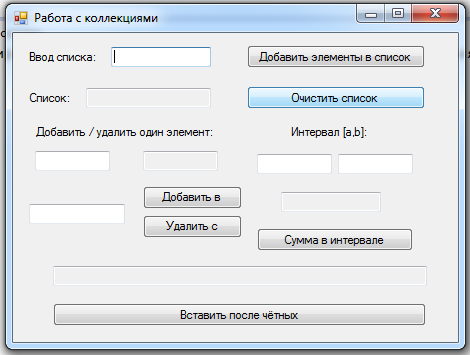 Работа с коллекциями
Ввод списка:
Добавить элементы в список
Список:
Очистить список
Добавить / удалить один элемент:
Интервал [a,b]:
Добавить в
Удалить с
Сумма в интервале
Вставить после чётных